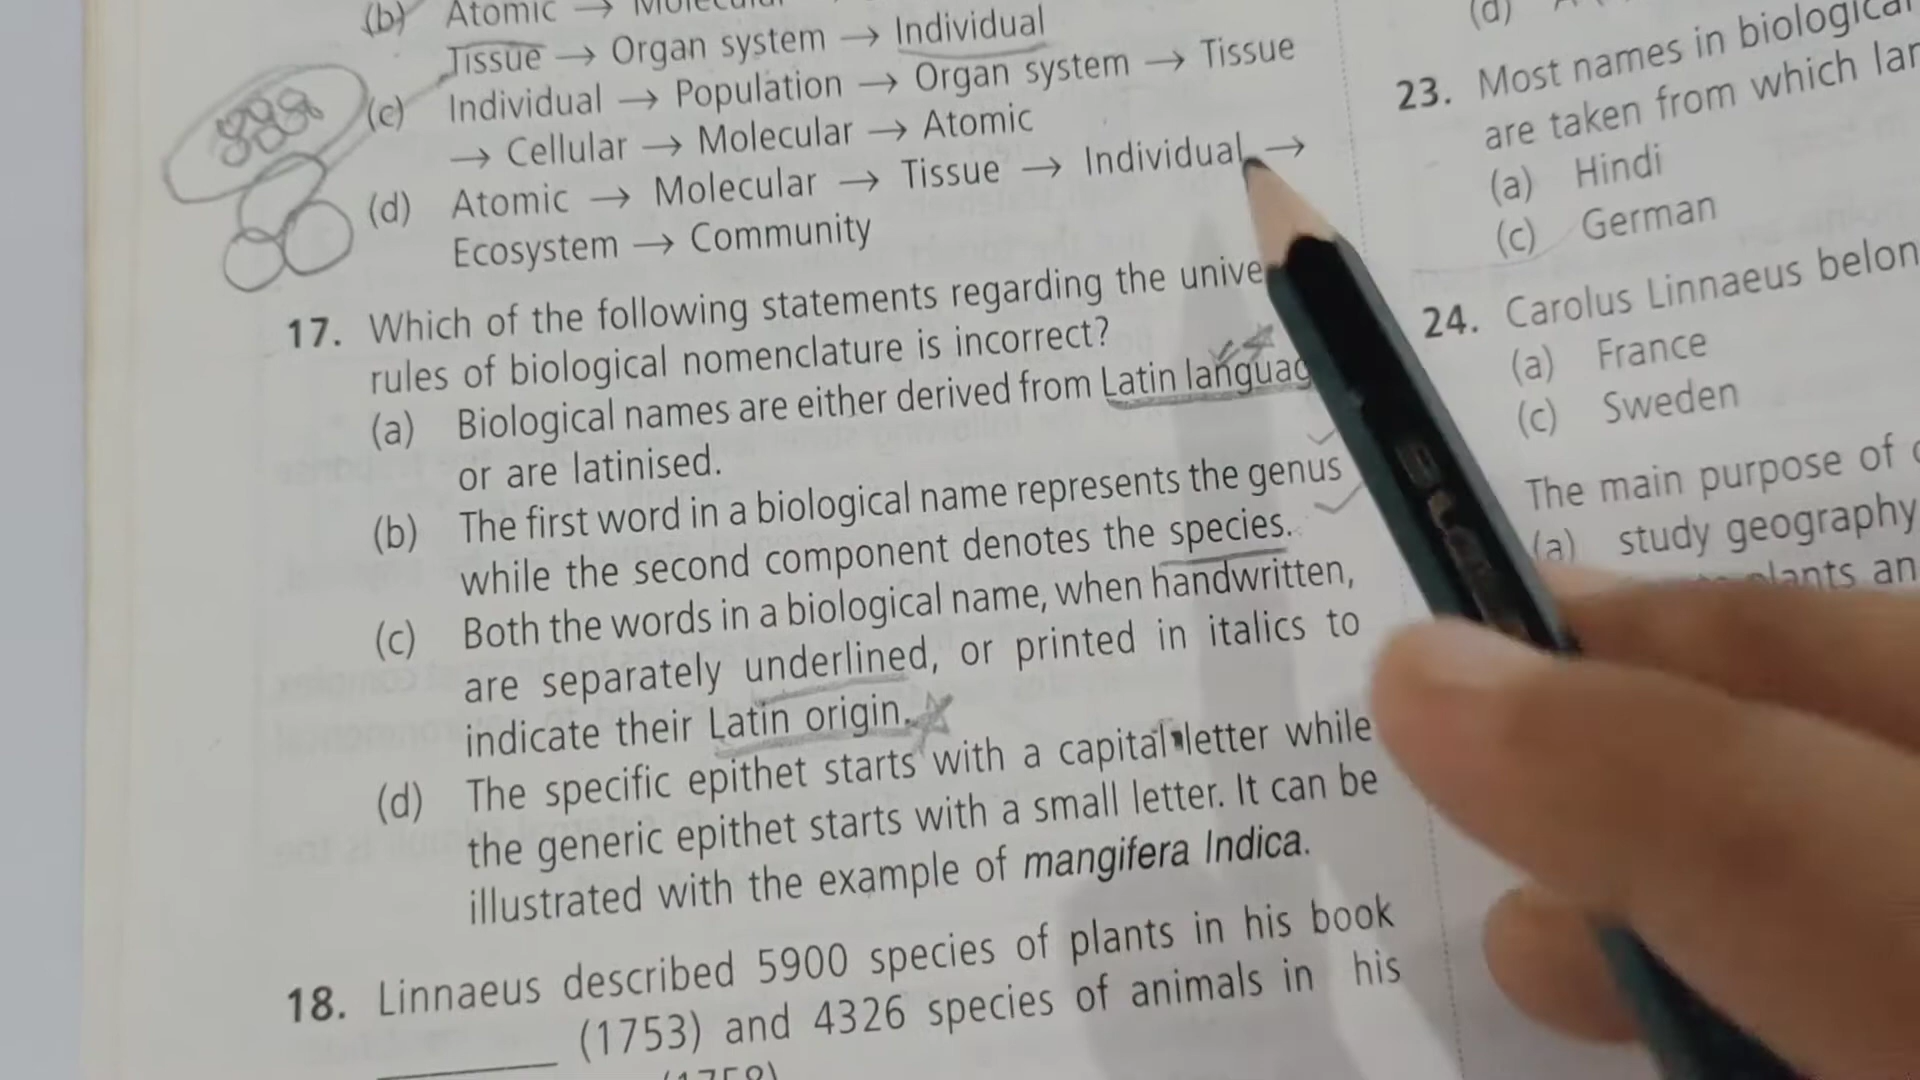 (b) Atomic →
Tissue → Organ system → Individual
(c) Individual → Population → Organ system → Tissue
→ Cellular → Molecular → Atomic
(d) Atomic → Molecular → Tissue → Individual →
Ecosystem → Community
17. Which of the following statements regarding the
rules of biological nomenclature is incorrect?
(a) Biological names are either derived from Latin languag
or are latinised.
(b) The first word in a biological name represents the genus
while the second component denotes the species.
(c) Both the words in a biological name, when handwritten,
are separately underlined, or printed in italics to
indicate their Latin origin.
(d) The specific epithet starts with a capital letter while
the generic epithet starts with a small letter. It can be
illustrated with the example of mangifera Indica.
18. Linnaeus described 5900 species of plants in his book
(1753) and 4326 species of animals in his
(d)
23. Most names in biological
are taken from which
(a) Hindi
(c) German
24. Carolus Linnaeus belon
(a) France
(c) Sweden
The main purpose of
(a) study geography
plants an